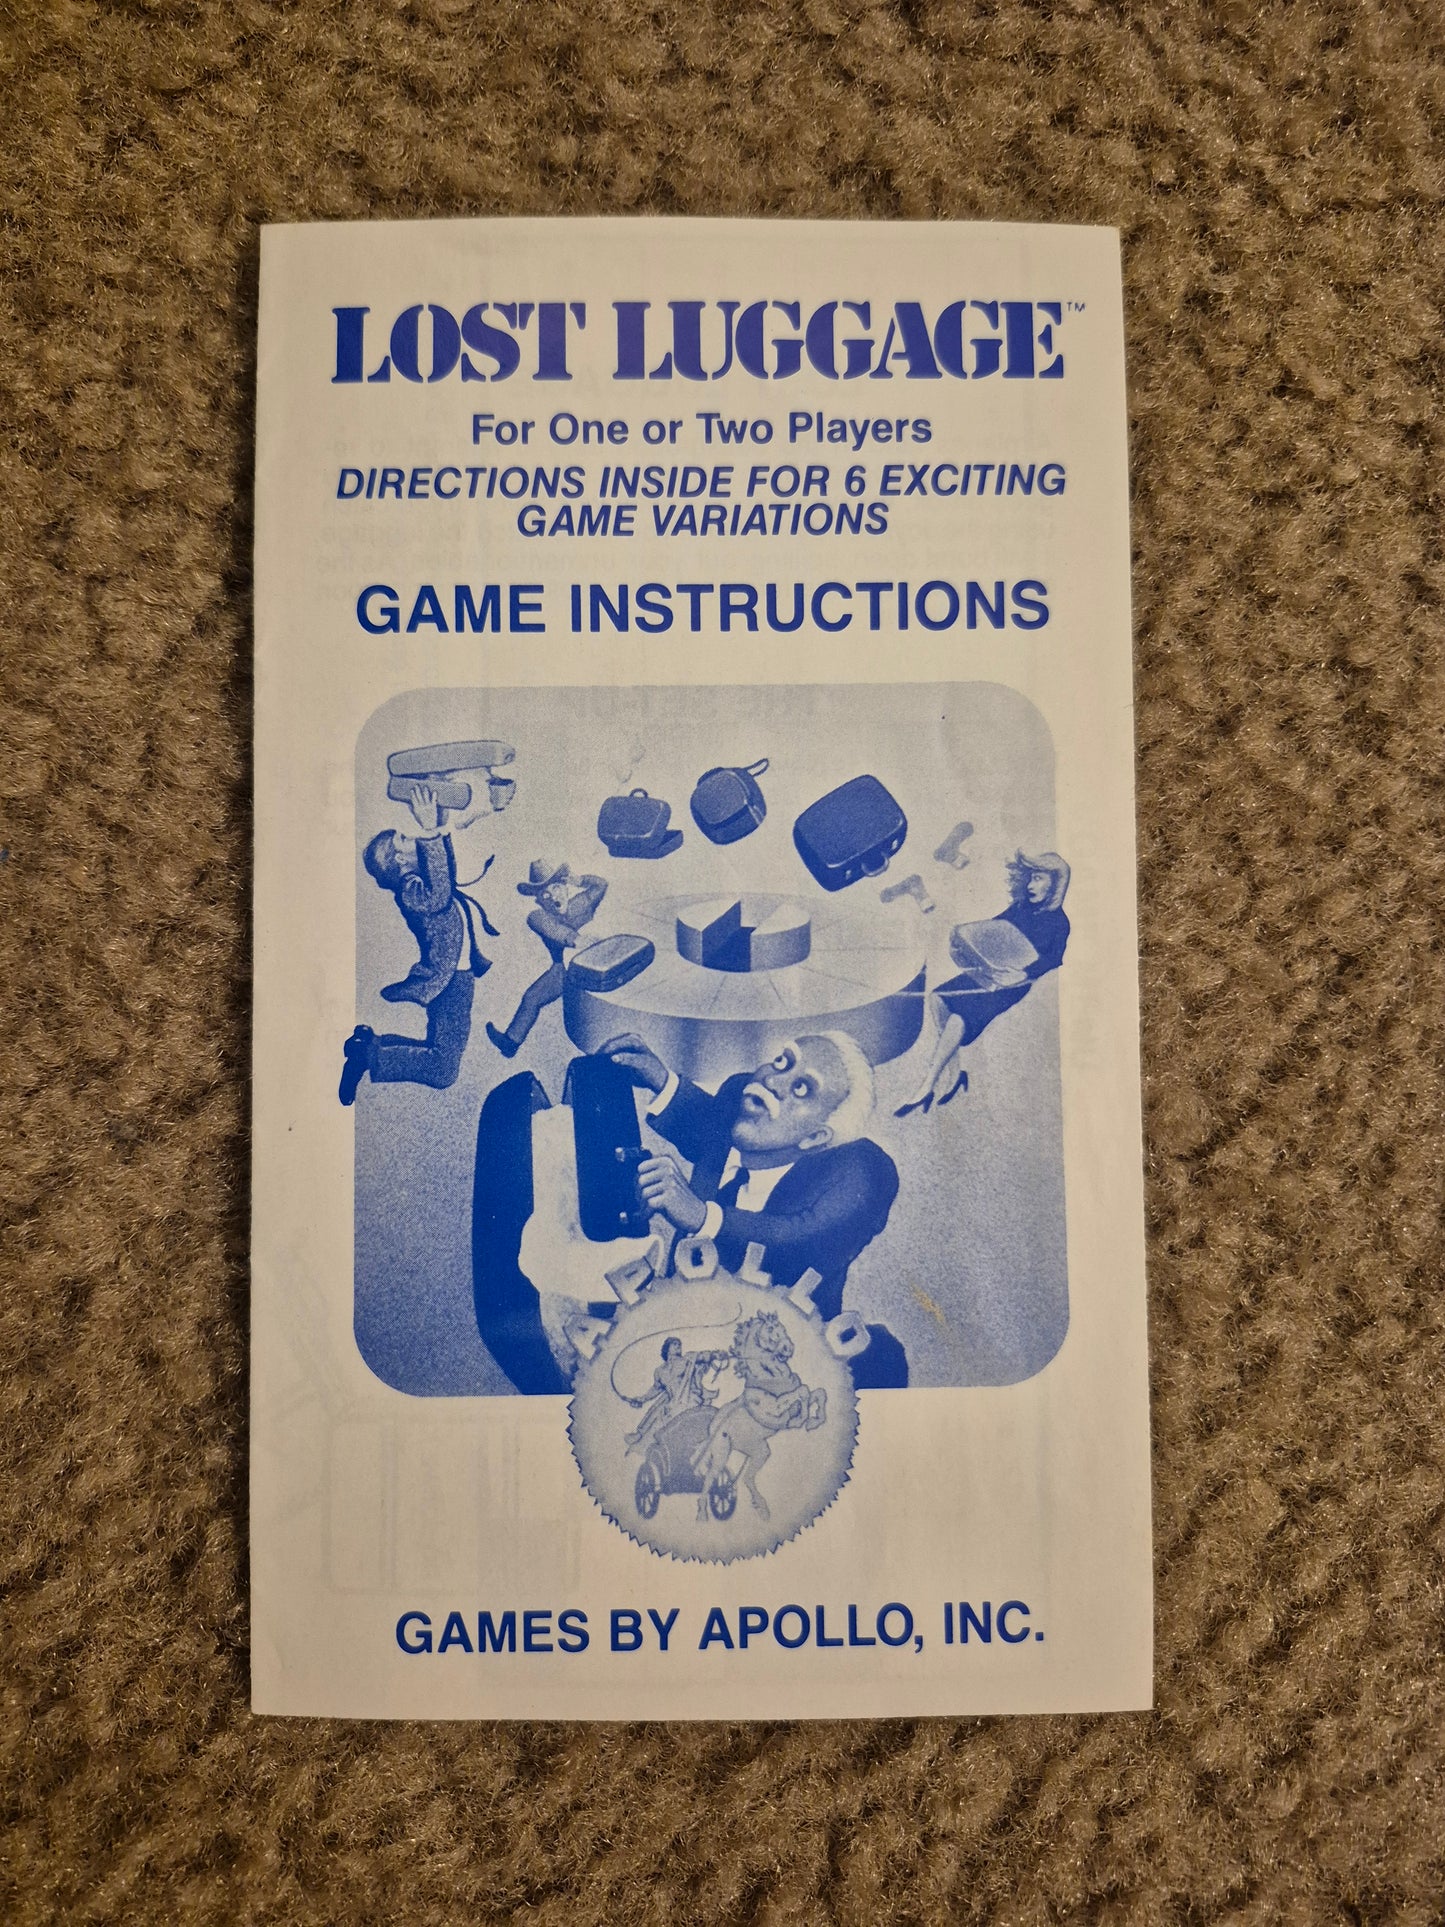 LOST LUGGAGE™
For One or Two Players
DIRECTIONS INSIDE FOR 6 EXCITING
GAME VARIATIONS
GAME INSTRUCTIONS
APOLLO
GAMES BY APOLLO, INC.